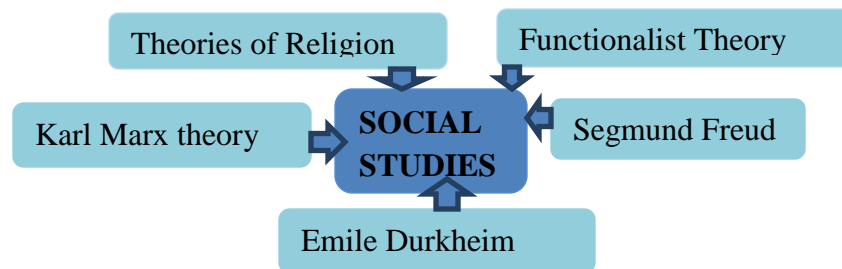 Theories of Religion
Functionalist Theory
Karl Marx theory
SOCIAL
STUDIES
Segmund Freud
Emile Durkheim